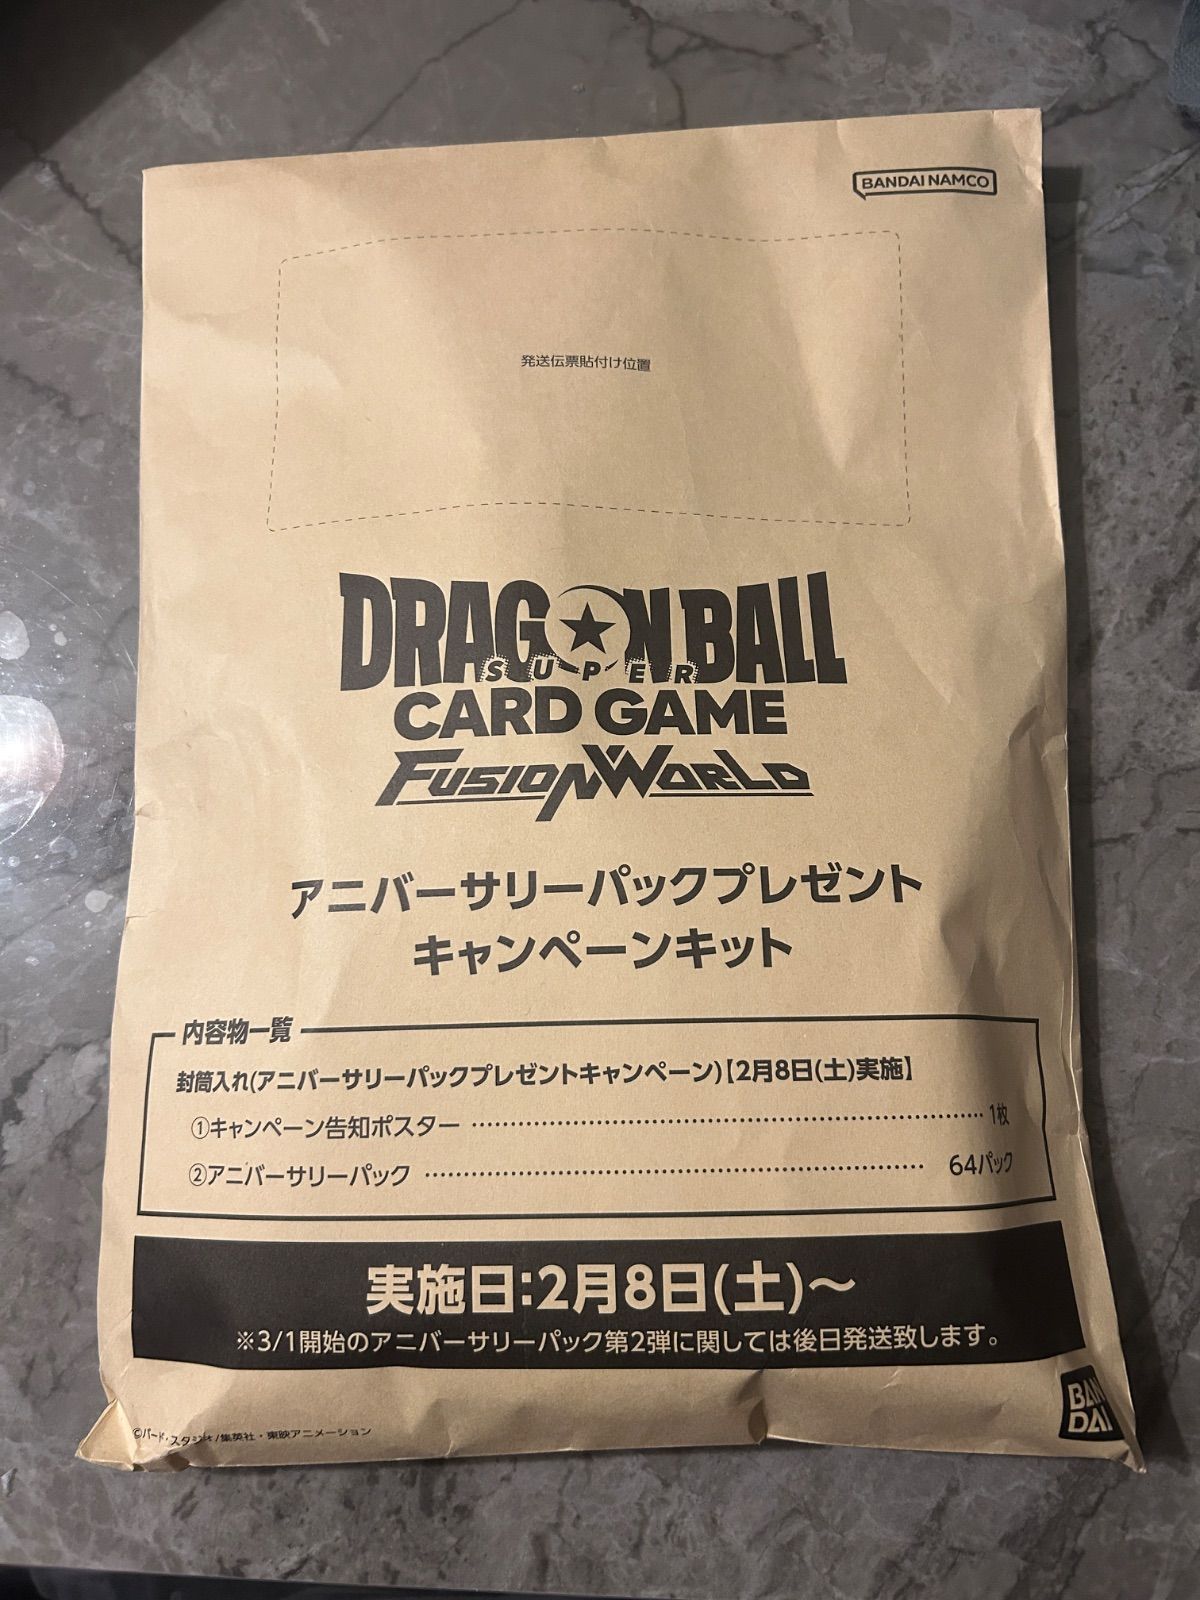 BANDAI NAMCO
発送伝票貼付け位置
DRAGON BALL
SUPER
CARD GAME
FUSION WORLD
アニバーサリーパックプレゼント
キャンペーンキット
内容物一覧
封筒入れ(アニバーサリーパックプレゼントキャンペーン)【2月8日(土)実施】
①キャンペーン告知ポスター ………………………………………………… 1枚
②アニバーサリーパック ………………………………………………… 64パック
実施日:2月8日(土)～
※3/1開始のアニバーサリーパック第2弾に関しては後日発送致します。
BANDAI
©バード・スタジオ/集英社・東映アニメーション